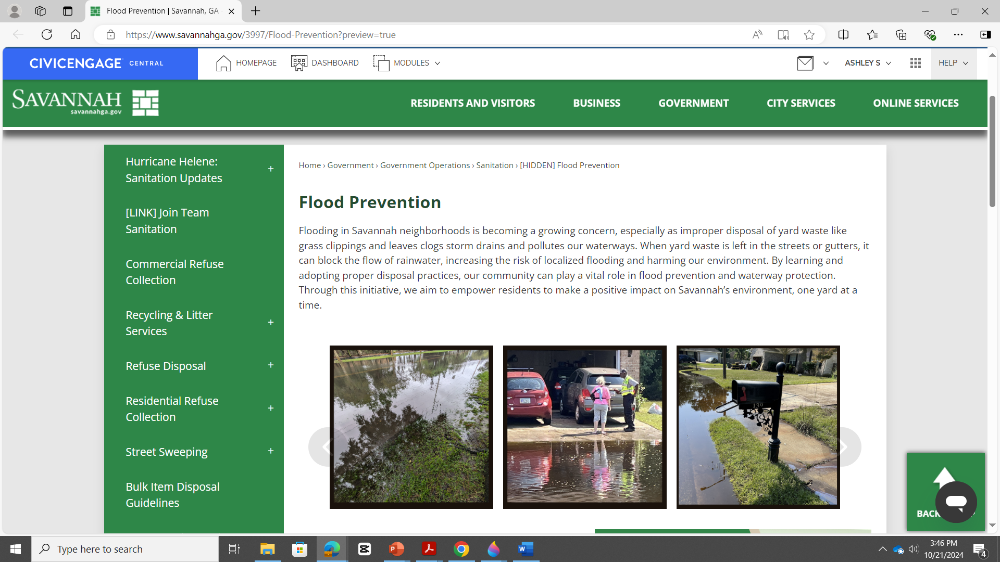 Flood Prevention | Savannah, GA
https://www.savannahga.gov/3997/Flood-Prevention?preview=true
CIVICENGAGE CENTRAL
HOMEPAGE
DASHBOARD
MODULES
ASHLEY S
HELP
SAVANNAH
savannahga.gov
RESIDENTS AND VISITORS
BUSINESS
GOVERNMENT
CITY SERVICES
ONLINE SERVICES
Hurricane Helene:
Sanitation Updates
+
[LINK] Join Team
Sanitation
Commercial Refuse
Collection
Recycling & Litter
Services
+
Refuse Disposal
+
Residential Refuse
Collection
+
Street Sweeping
+
Bulk Item Disposal
Guidelines
Home › Government › Government Operations › Sanitation › [HIDDEN] Flood Prevention
Flood Prevention
Flooding in Savannah neighborhoods is becoming a growing concern, especially as improper disposal of yard waste like
grass clippings and leaves clogs storm drains and pollutes our waterways. When yard waste is left in the streets or gutters, it
can block the flow of rainwater, increasing the risk of localized flooding and harming our environment. By learning and
adopting proper disposal practices, our community can play a vital role in flood prevention and waterway protection.
Through this initiative, we aim to empower residents to make a positive impact on Savannah’s environment, one yard at a
time.
139
BACK
Type here to search
3:46 PM
10/21/2024
4